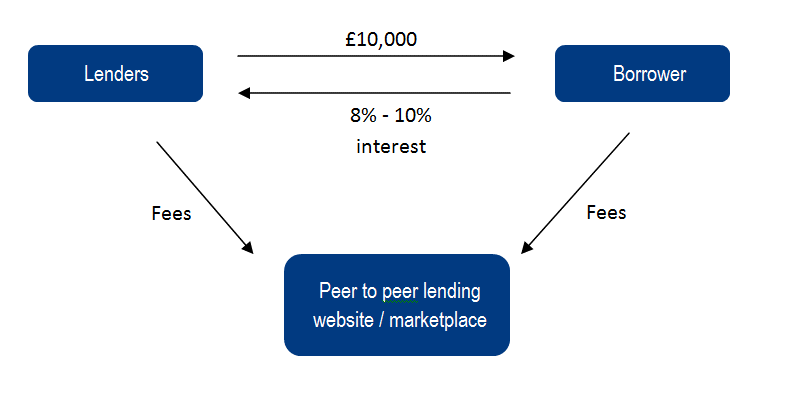 £10,000
Lenders
Borrower
8% - 10%
interest
Fees
Fees
Peer to peer lending
website / marketplace